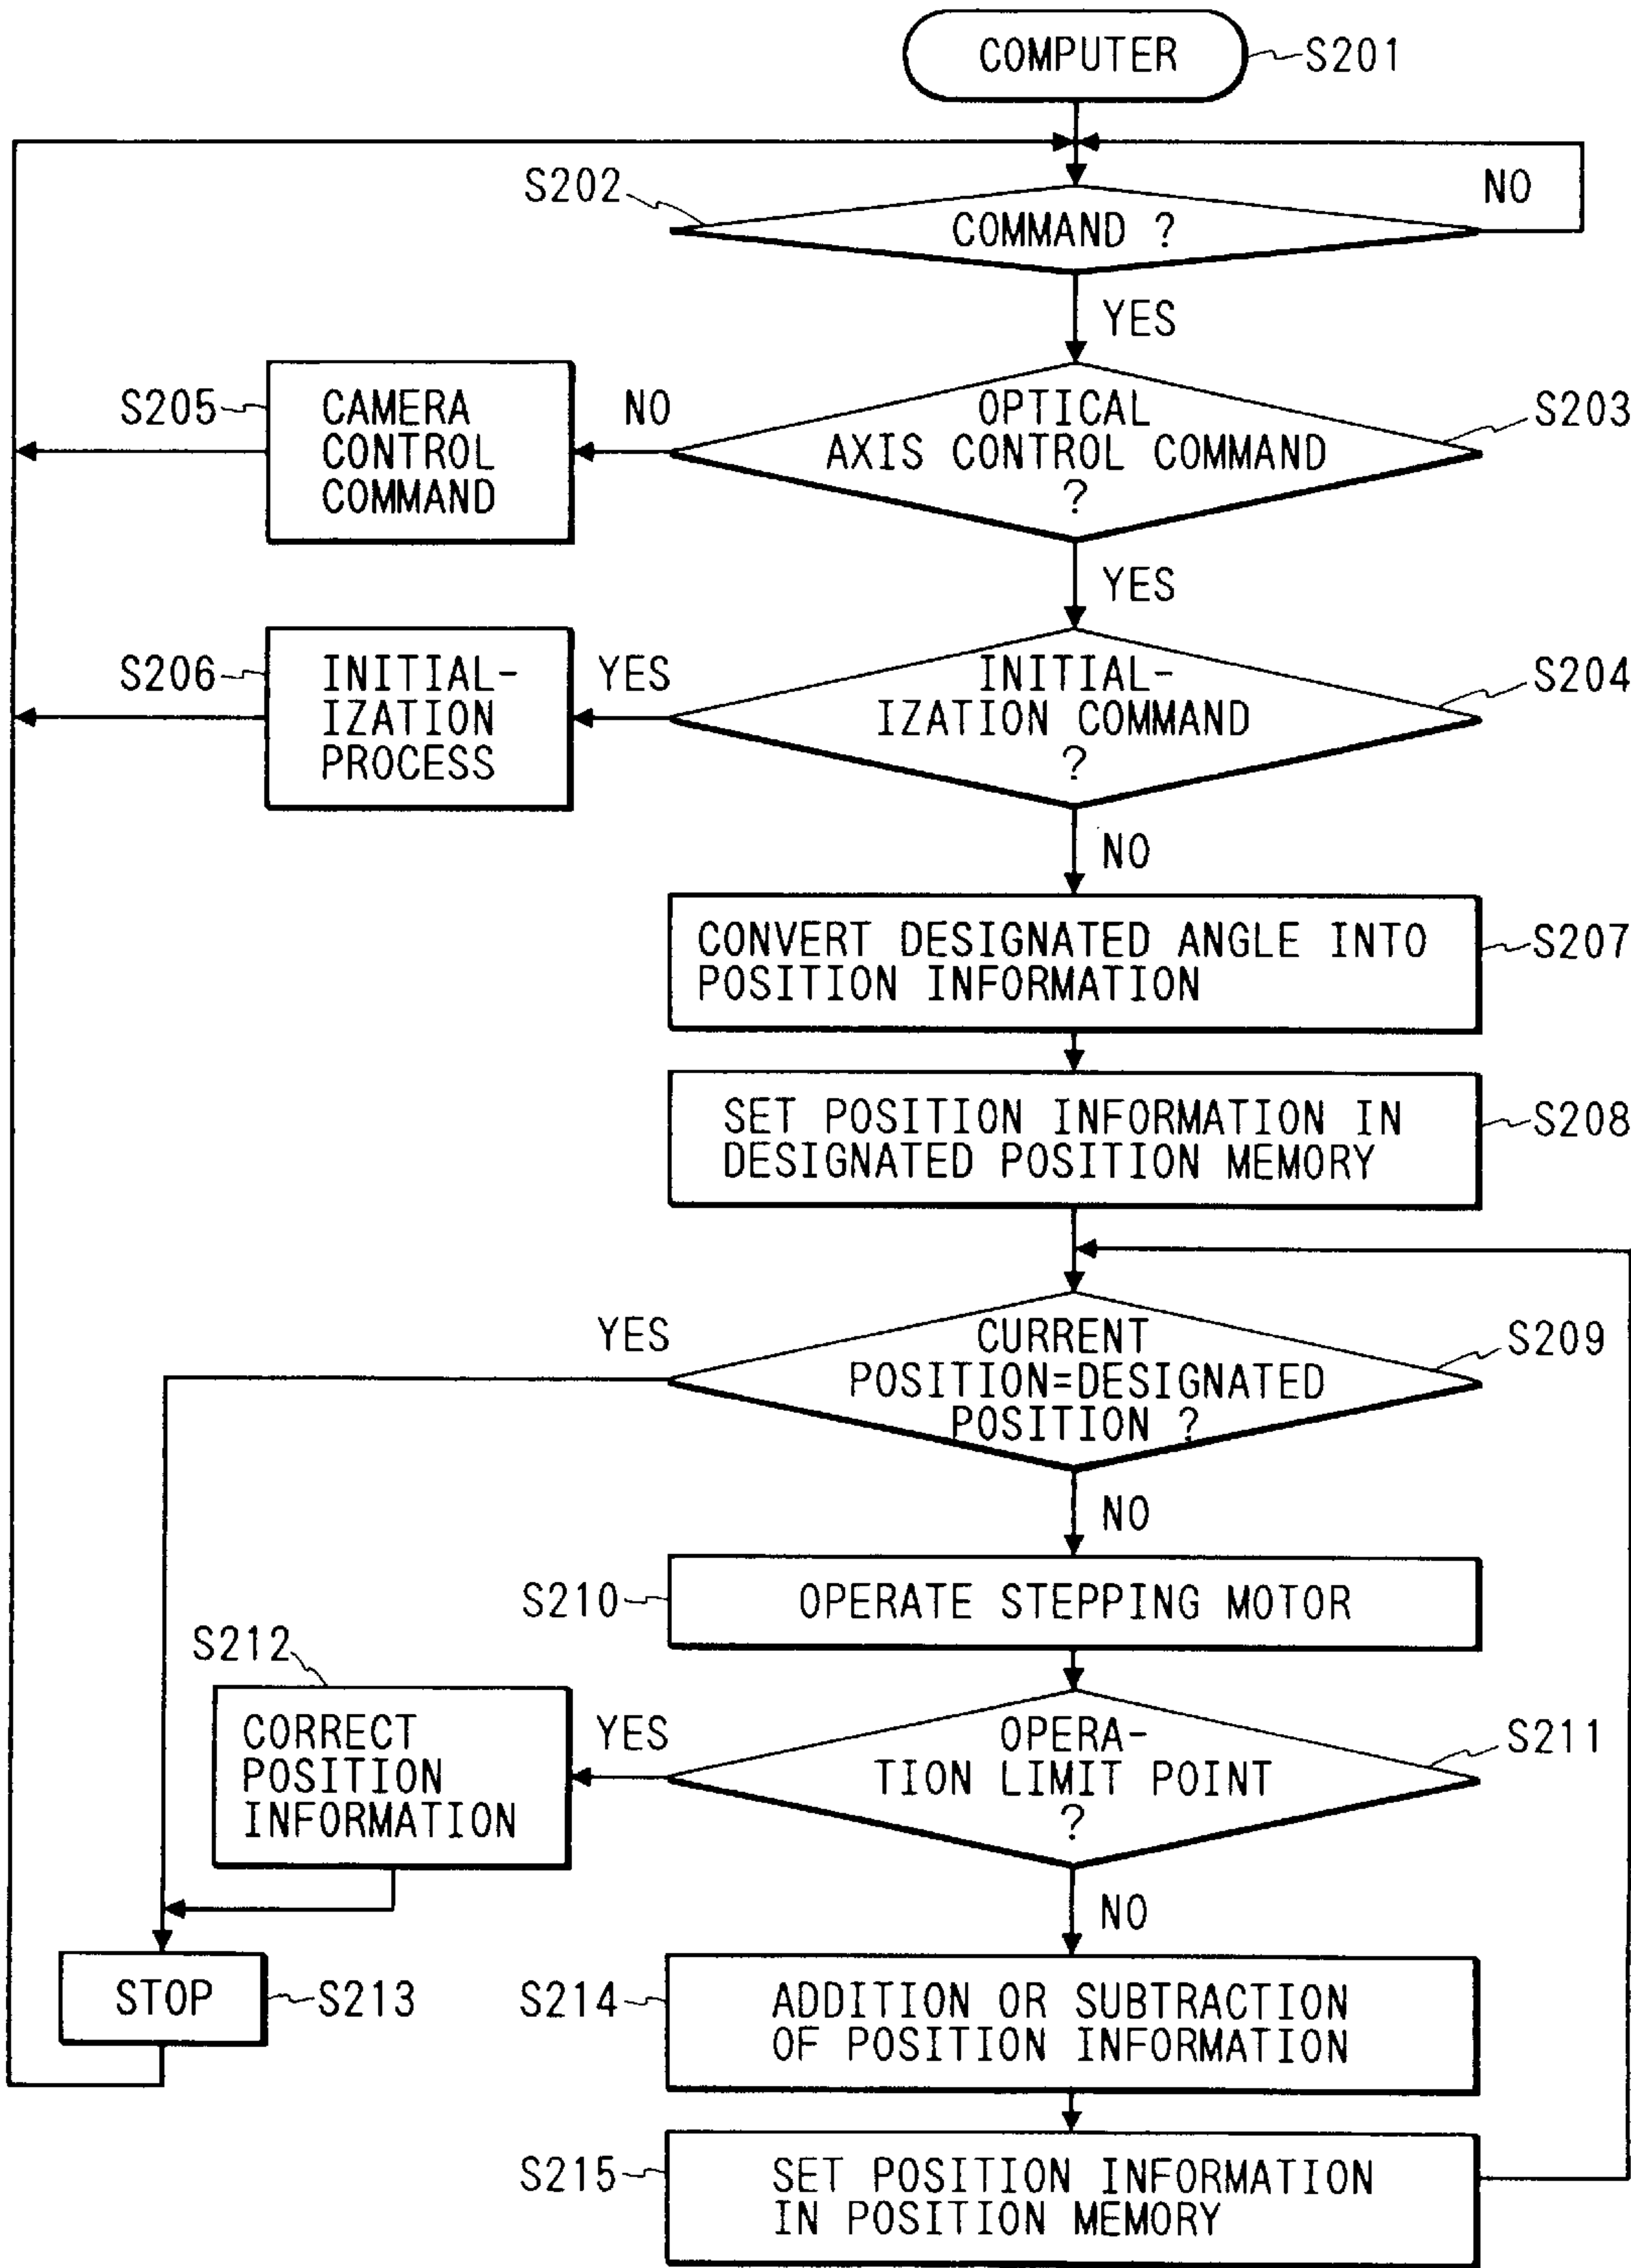 COMPUTER
S201
S202
COMMAND ?
NO
YES
S205
CAMERA
CONTROL
COMMAND
NO
OPTICAL
AXIS CONTROL COMMAND
?
S203
YES
S206
INITIAL-
IZATION
PROCESS
YES
INITIAL-
IZATION COMMAND
?
S204
NO
CONVERT DESIGNATED ANGLE INTO
POSITION INFORMATION
S207
SET POSITION INFORMATION IN
DESIGNATED POSITION MEMORY
S208
YES
CURRENT
POSITION=DESIGNATED
POSITION ?
S209
NO
S210
OPERATE STEPPING MOTOR
S212
CORRECT
POSITION
INFORMATION
YES
OPERA-
TION LIMIT POINT
?
S211
NO
STOP
S213
S214
ADDITION OR SUBTRACTION
OF POSITION INFORMATION
S215
SET POSITION INFORMATION
IN POSITION MEMORY